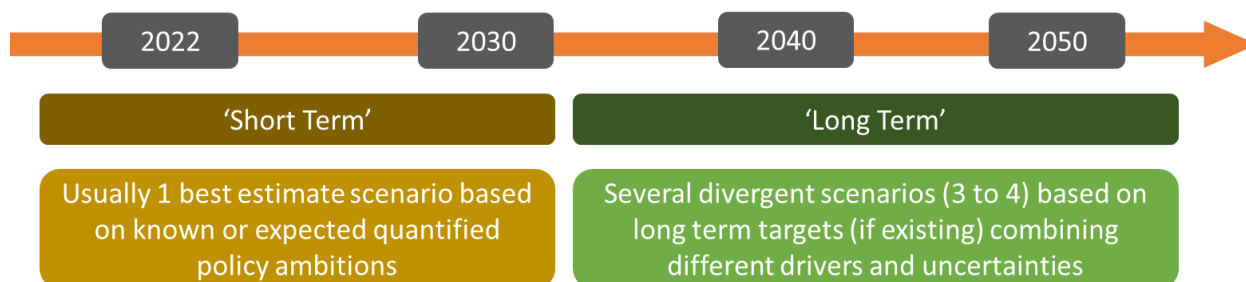 2022
2030
2040
2050
‘Short Term’
‘Long Term’
Usually 1 best estimate scenario based
on known or expected quantified
policy ambitions
Several divergent scenarios (3 to 4) based on
long term targets (if existing) combining
different drivers and uncertainties